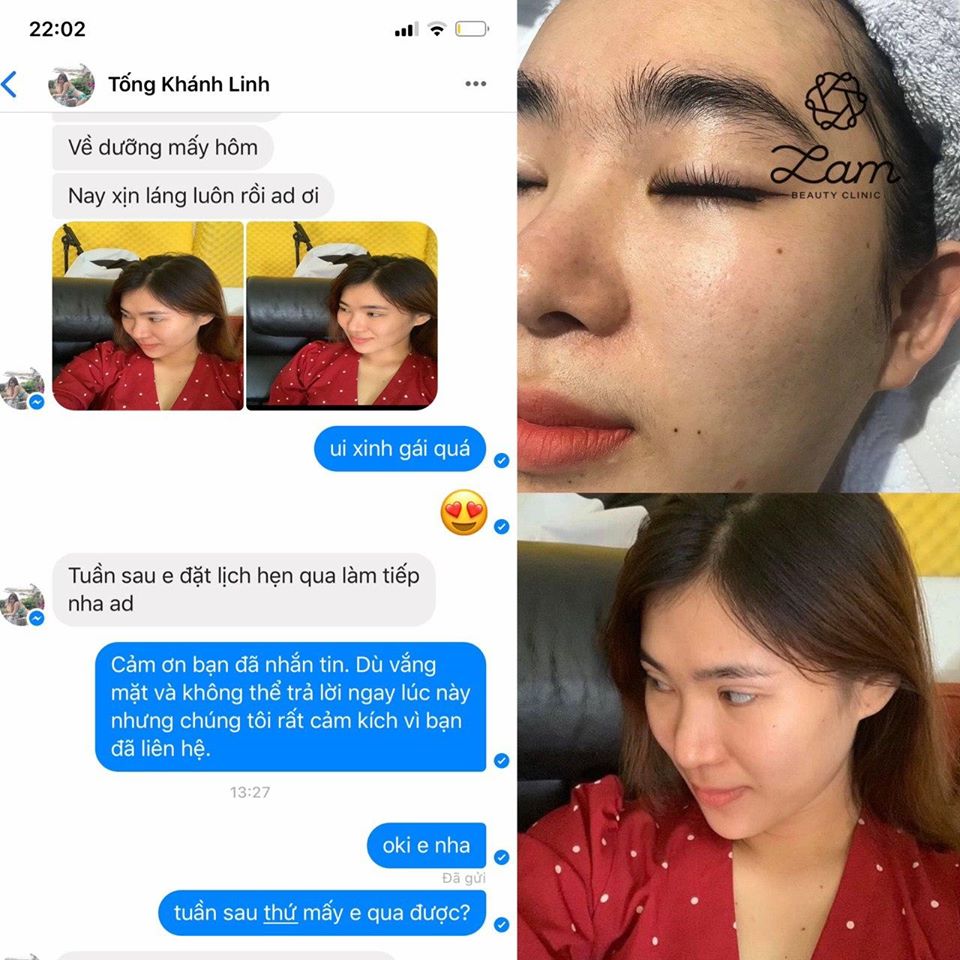 22:02
Tống Khánh Linh
Về dưỡng mấy hôm
Nay xịn láng luôn rồi ad ơi
ui xinh gái quá
Tuần sau e đặt lịch hẹn qua làm tiếp
nha ad
Cảm ơn bạn đã nhắn tin. Dù vắng
mặt và không thể trả lời ngay lúc này
nhưng chúng tôi rất cảm kích vì bạn
đã liên hệ.
13:27
oki e nha
Đã gửi
tuần sau thứ mấy e qua được?
Lam
BEAUTY CLINIC